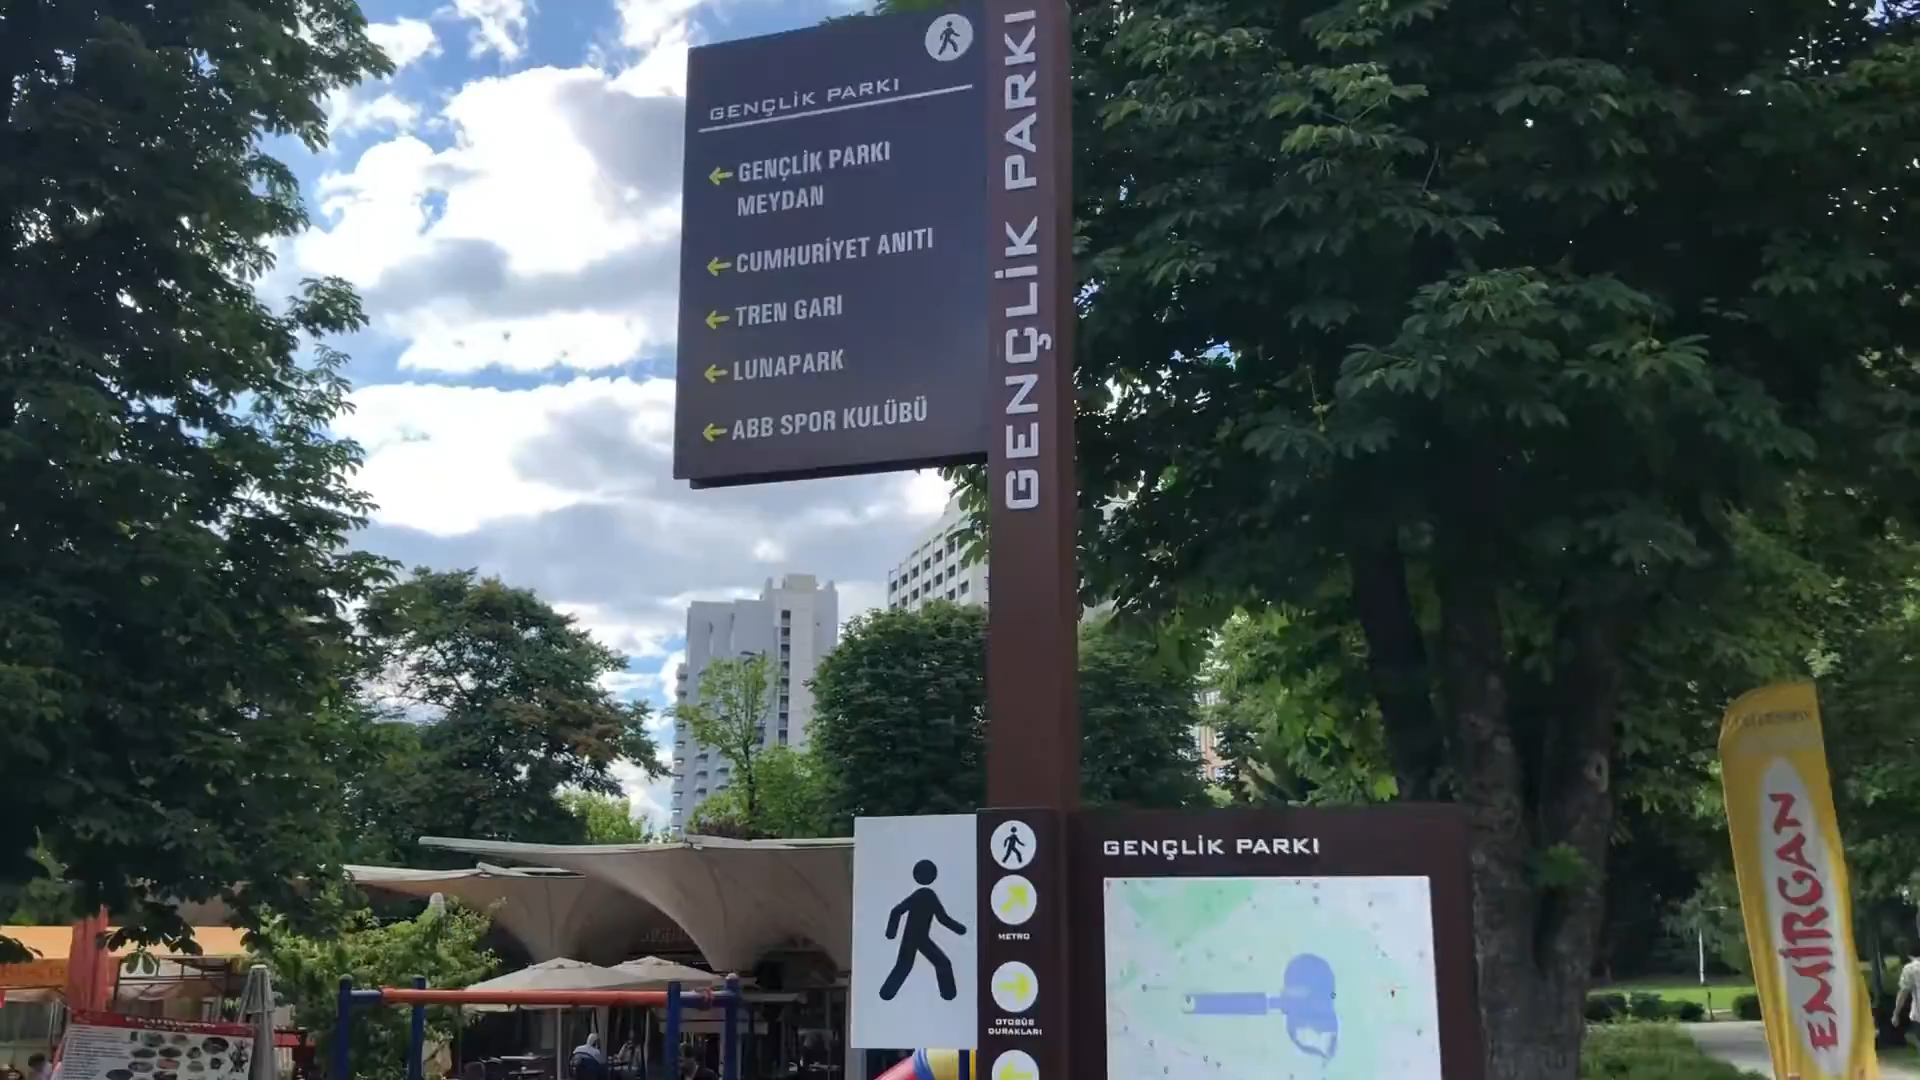 GENÇLİK PARKI
GENÇLİK PARKI
MEYDAN
CUMHURİYET ANITI
TREN GARI
LUNAPARK
ABB SPOR KULÜBÜ
GENÇLİK PARKI
METRO
OTOBÜS
DURAKLARI
GENÇLİK PARKI
EMİRGAN